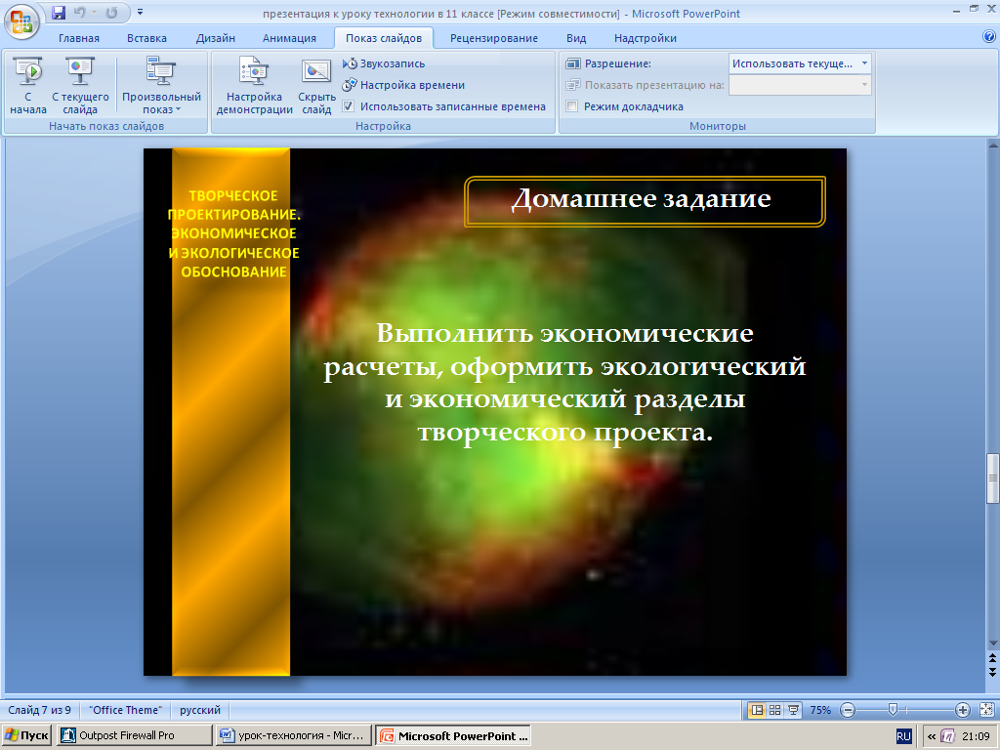 презентация к уроку технологии в 11 классе [Режим совместимости] - Microsoft PowerPoint
Главная Вставка Дизайн Анимация Показ слайдов Рецензирование Вид Надстройки
С начала
С текущего слайда
Произвольный показ
Начать показ слайдов
Настройка демонстрации
Скрыть слайд
Звукозапись
Настройка времени
Использовать записанные времена
Настройка
Разрешение: Использовать текуще...
Показать презентацию на:
Режим докладчика
Мониторы
ТВОРЧЕСКОЕ
ПРОЕКТИРОВАНИЕ.
ЭКОНОМИЧЕСКОЕ
И ЭКОЛОГИЧЕСКОЕ
ОБОСНОВАНИЕ
Домашнее задание
Выполнить экономические
расчеты, оформить экологический
и экономический разделы
творческого проекта.
Слайд 7 из 9 "Office Theme" русский 75%
Пуск Outpost Firewall Pro урок-технология - Micr... Microsoft PowerPoint ... RU « 21:09